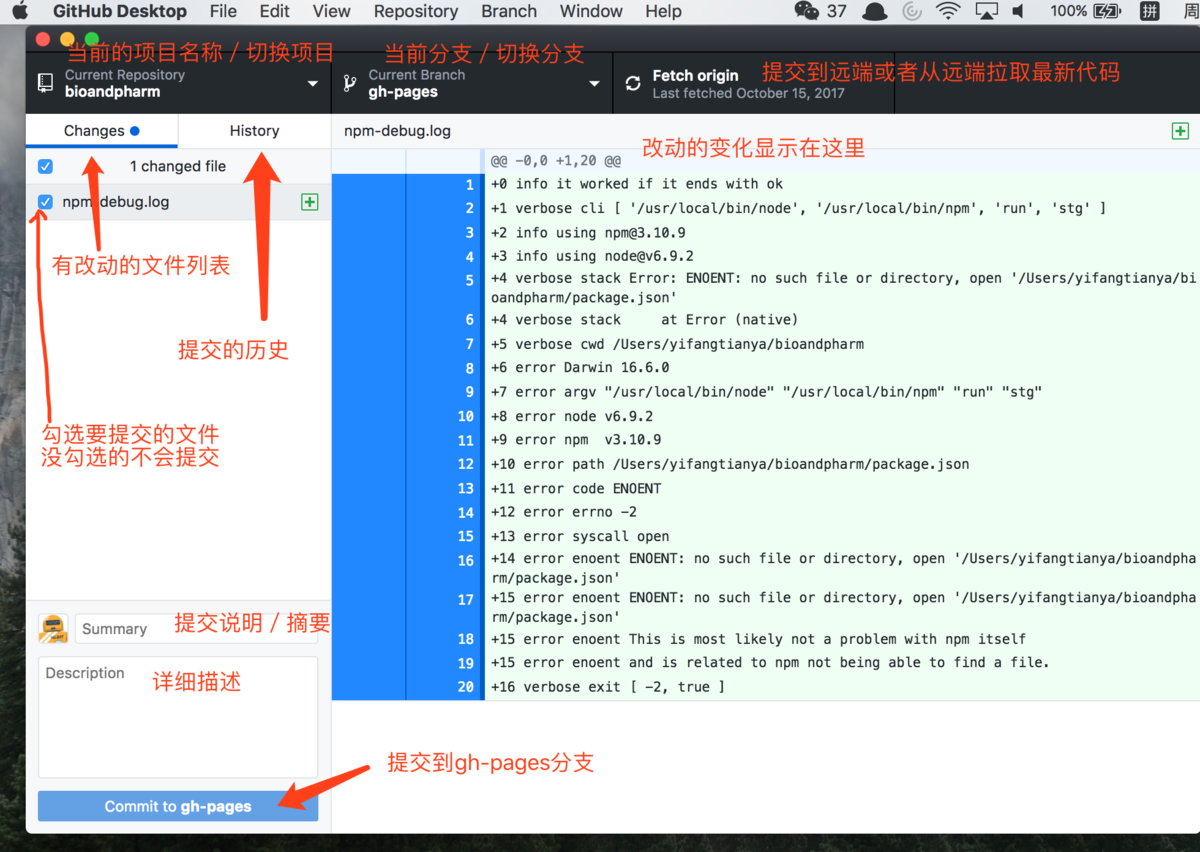 GitHub Desktop File Edit View Repository Branch Window Help 37 100% 拼 周
当前的项目名称 / 切换项目
当前分支 / 切换分支
Current Repository
bioandpharm
Current Branch
gh-pages
Fetch origin
Last fetched October 15, 2017
提交到远端或者从远端拉取最新代码
Changes
History
npm-debug.log
1 changed file
npm-debug.log
有改动的文件列表
提交的历史
勾选要提交的文件
没勾选的不会提交
改动的变化显示在这里
@@ -0,0 +1,20 @@
1 +0 info it worked if it ends with ok
2 +1 verbose cli [ '/usr/local/bin/node', '/usr/local/bin/npm', 'run', 'stg' ]
3 +2 info using npm@3.10.9
4 +3 info using node@v6.9.2
5 +4 verbose stack Error: ENOENT: no such file or directory, open '/Users/yifangtianya/bi
oandpharm/package.json'
6 +4 verbose stack     at Error (native)
7 +5 verbose cwd /Users/yifangtianya/bioandpharm
8 +6 error Darwin 16.6.0
9 +7 error argv "/usr/local/bin/node" "/usr/local/bin/npm" "run" "stg"
10 +8 error node v6.9.2
11 +9 error npm  v3.10.9
12 +10 error path /Users/yifangtianya/bioandpharm/package.json
13 +11 error code ENOENT
14 +12 error errno -2
15 +13 error syscall open
16 +14 error enoent ENOENT: no such file or directory, open '/Users/yifangtianya/bioandpha
rm/package.json'
17 +15 error enoent ENOENT: no such file or directory, open '/Users/yifangtianya/bioandpha
rm/package.json'
18 +15 error enoent This is most likely not a problem with npm itself
19 +15 error enoent and is related to npm not being able to find a file.
20 +16 verbose exit [ -2, true ]
Summary
提交说明 / 摘要
Description
详细描述
提交到gh-pages分支
Commit to gh-pages